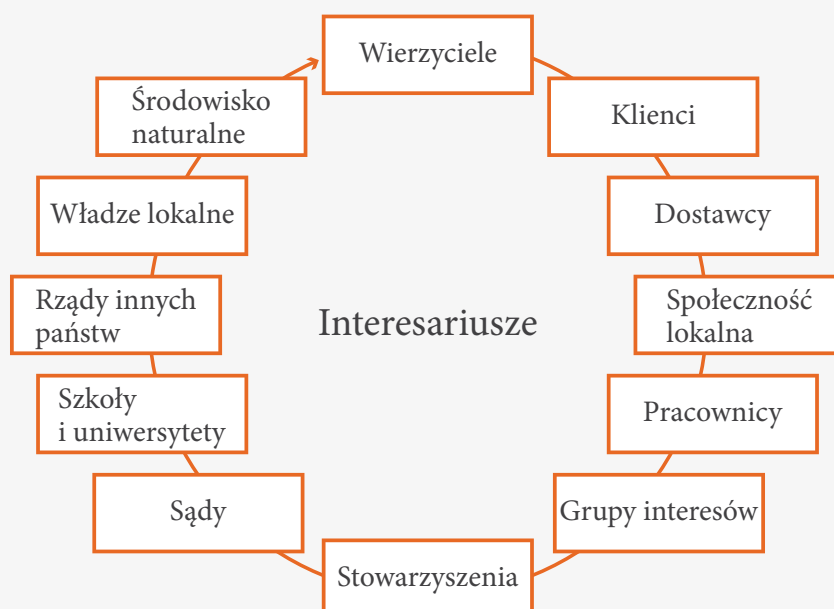 Wierzyciele
Klienci
Dostawcy
Społeczność
lokalna
Pracownicy
Grupy interesów
Stowarzyszenia
Sądy
Szkoły
i uniwersytety
Rządy innych
państw
Władze lokalne
Środowisko
naturalne
Interesariusze